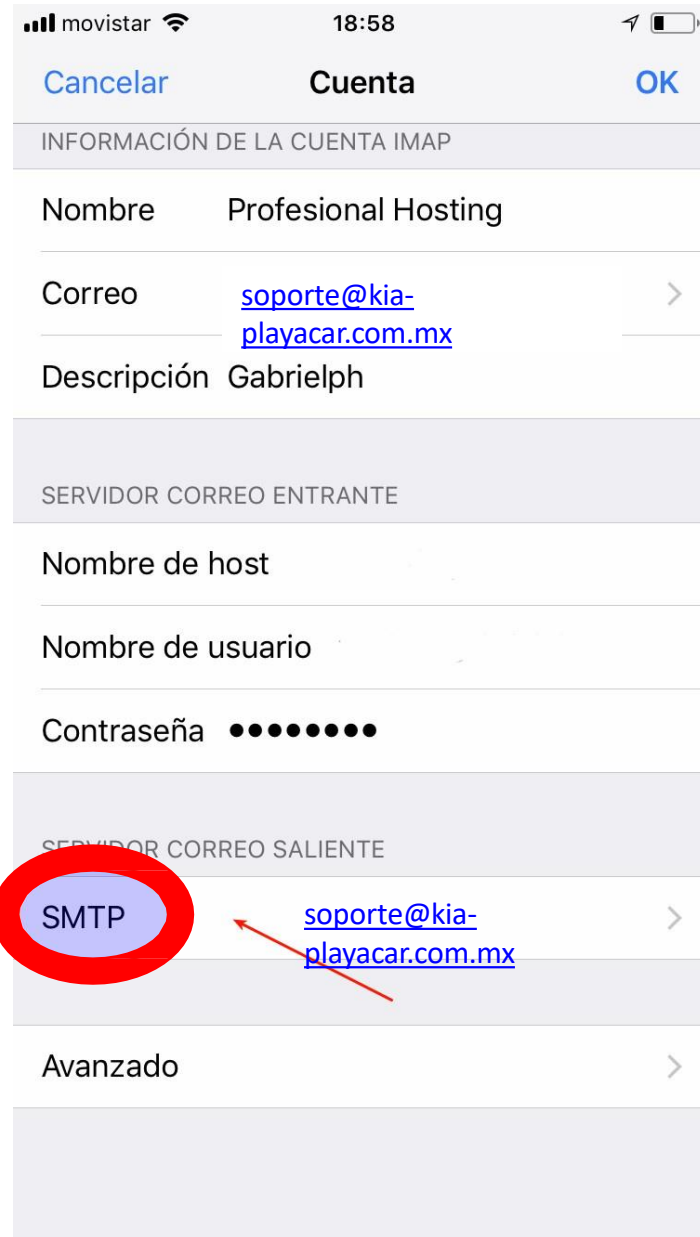 movistar 18:58
Cancelar Cuenta OK
INFORMACIÓN DE LA CUENTA IMAP
Nombre Profesional Hosting
Correo soporte@kia-
playacar.com.mx
Descripción Gabrielph
SERVIDOR CORREO ENTRANTE
Nombre de host
Nombre de usuario
Contraseña ••••••••
SERVIDOR CORREO SALIENTE
SMTP soporte@kia-
playacar.com.mx
Avanzado